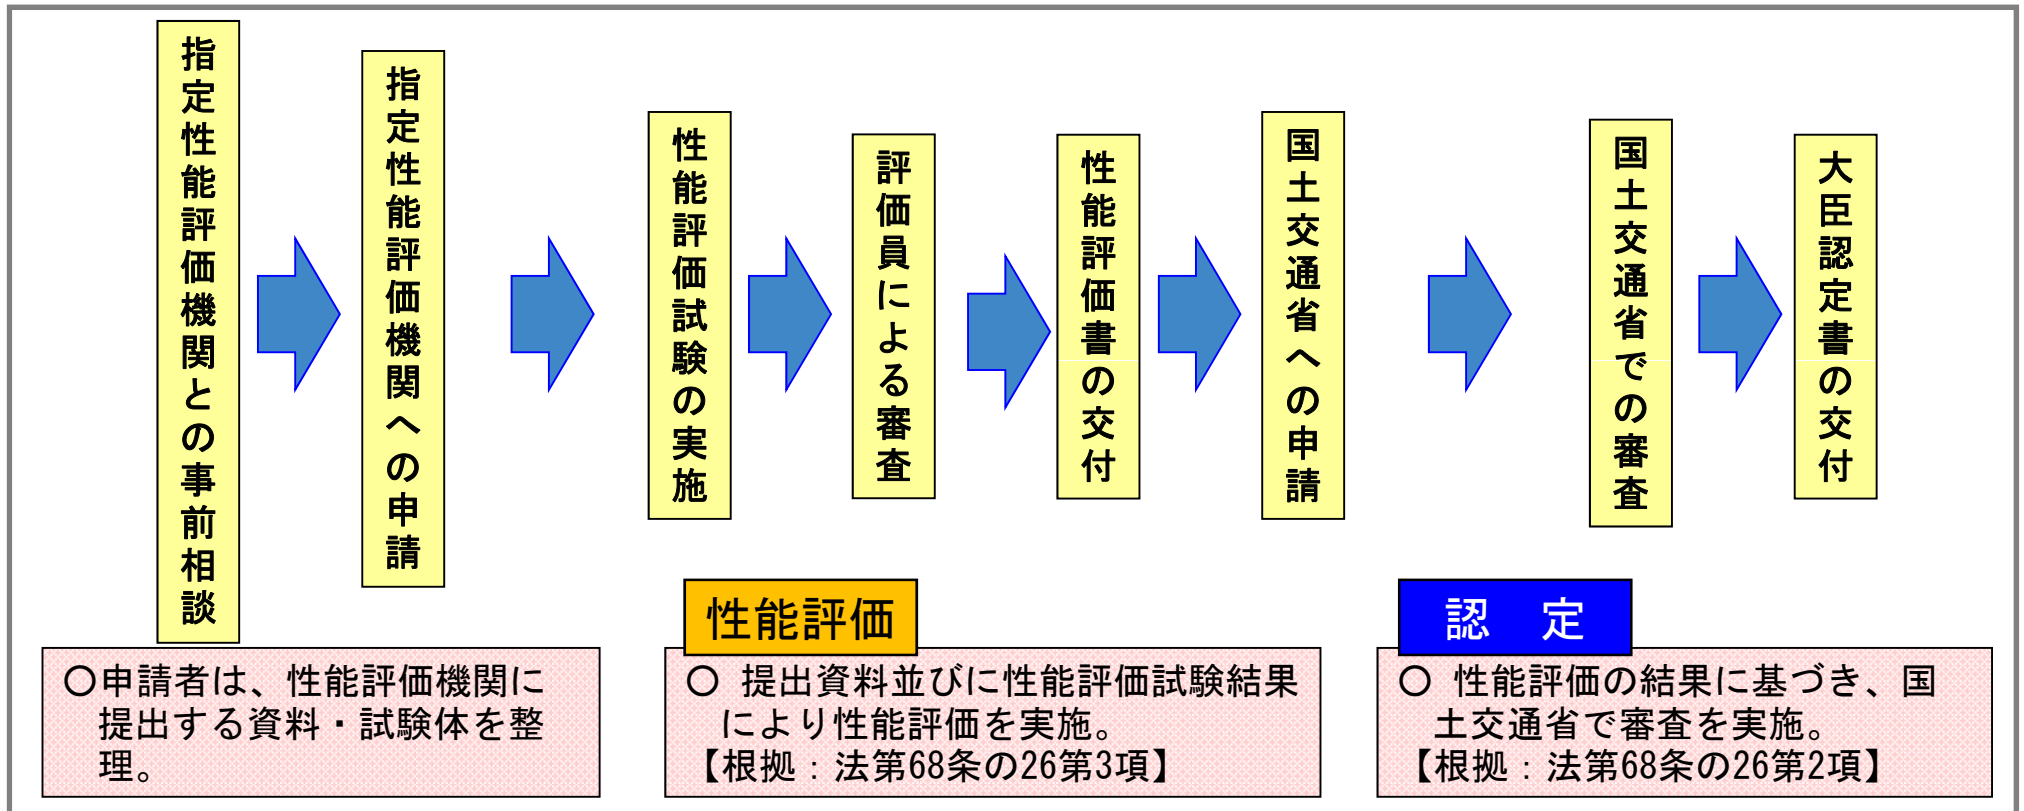 指定性能評価機関との事前相談
指定性能評価機関への申請
性能評価試験の実施
評価員による審査
性能評価書の交付
国土交通省への申請
国土交通省での審査
大臣認定書の交付
〇申請者は、性能評価機関に
提出する資料・試験体を整
理。
性能評価
〇 提出資料並びに性能評価試験結果
により性能評価を実施。
【根拠：法第68条の26第3項】
認　定
〇 性能評価の結果に基づき、国
土交通省で審査を実施。
【根拠：法第68条の26第2項】